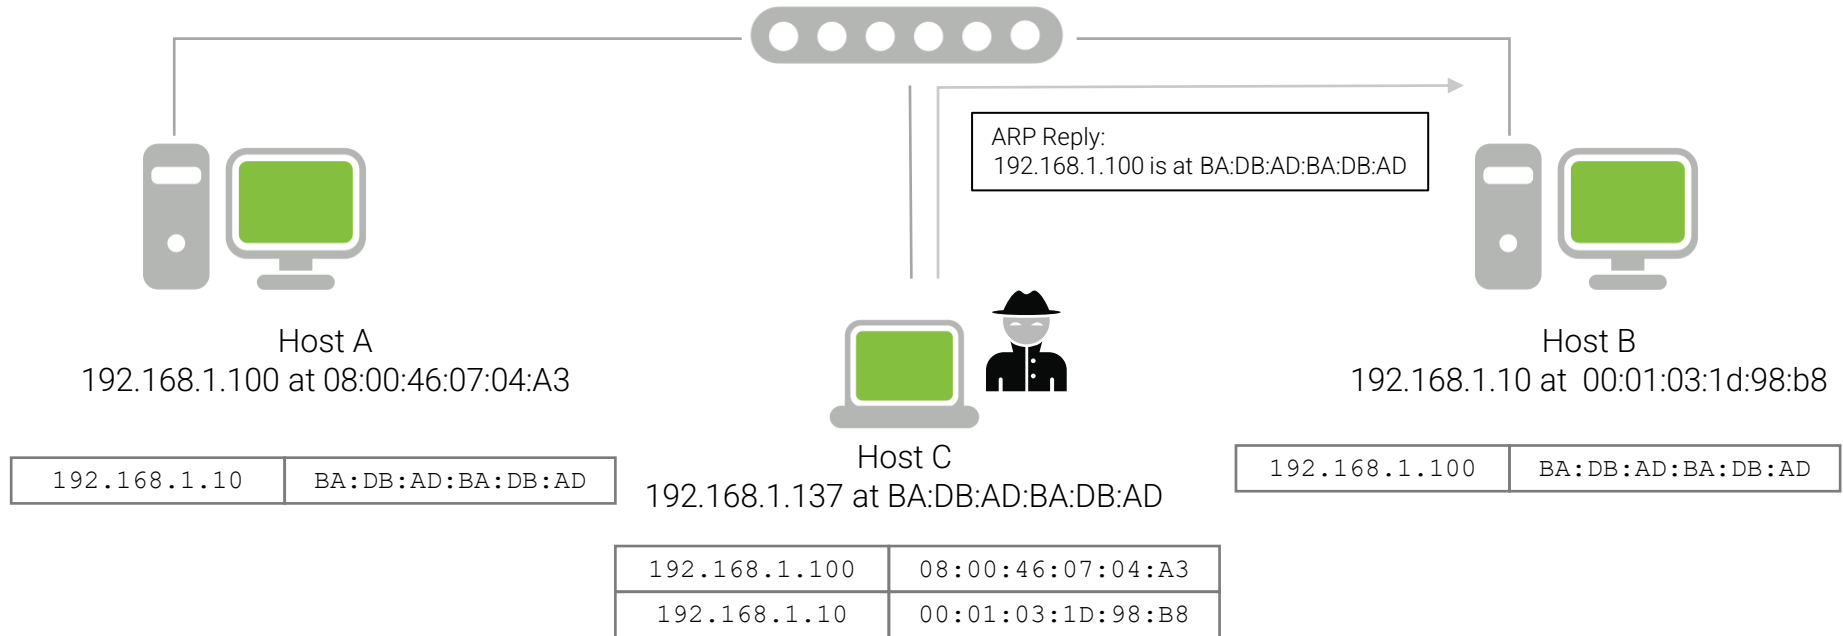 ARP Reply:
192.168.1.100 is at BA:DB:AD:BA:DB:AD
Host A
192.168.1.100 at 08:00:46:07:04:A3
Host B
192.168.1.10 at 00:01:03:1d:98:b8
192.168.1.10 BA:DB:AD:BA:DB:AD
Host C
192.168.1.137 at BA:DB:AD:BA:DB:AD
192.168.1.100 BA:DB:AD:BA:DB:AD
192.168.1.100 08:00:46:07:04:A3
192.168.1.10 00:01:03:1D:98:B8